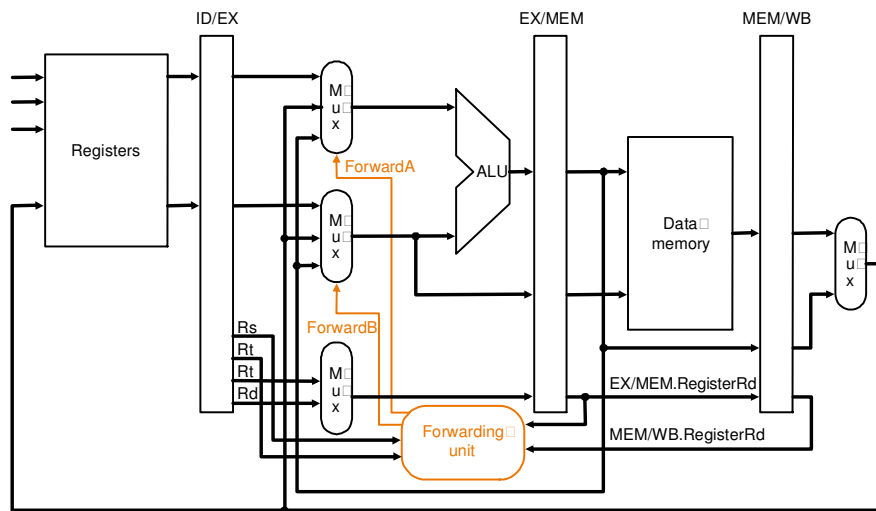 ID/EX
EX/MEM
MEM/WB
Registers
M
u
x
ForwardA
ALU
M
u
x
Data
memory
M
u
x
ForwardB
Rs
Rt
Rt
Rd
M
u
x
EX/MEM.RegisterRd
Forwarding
unit
MEM/WB.RegisterRd